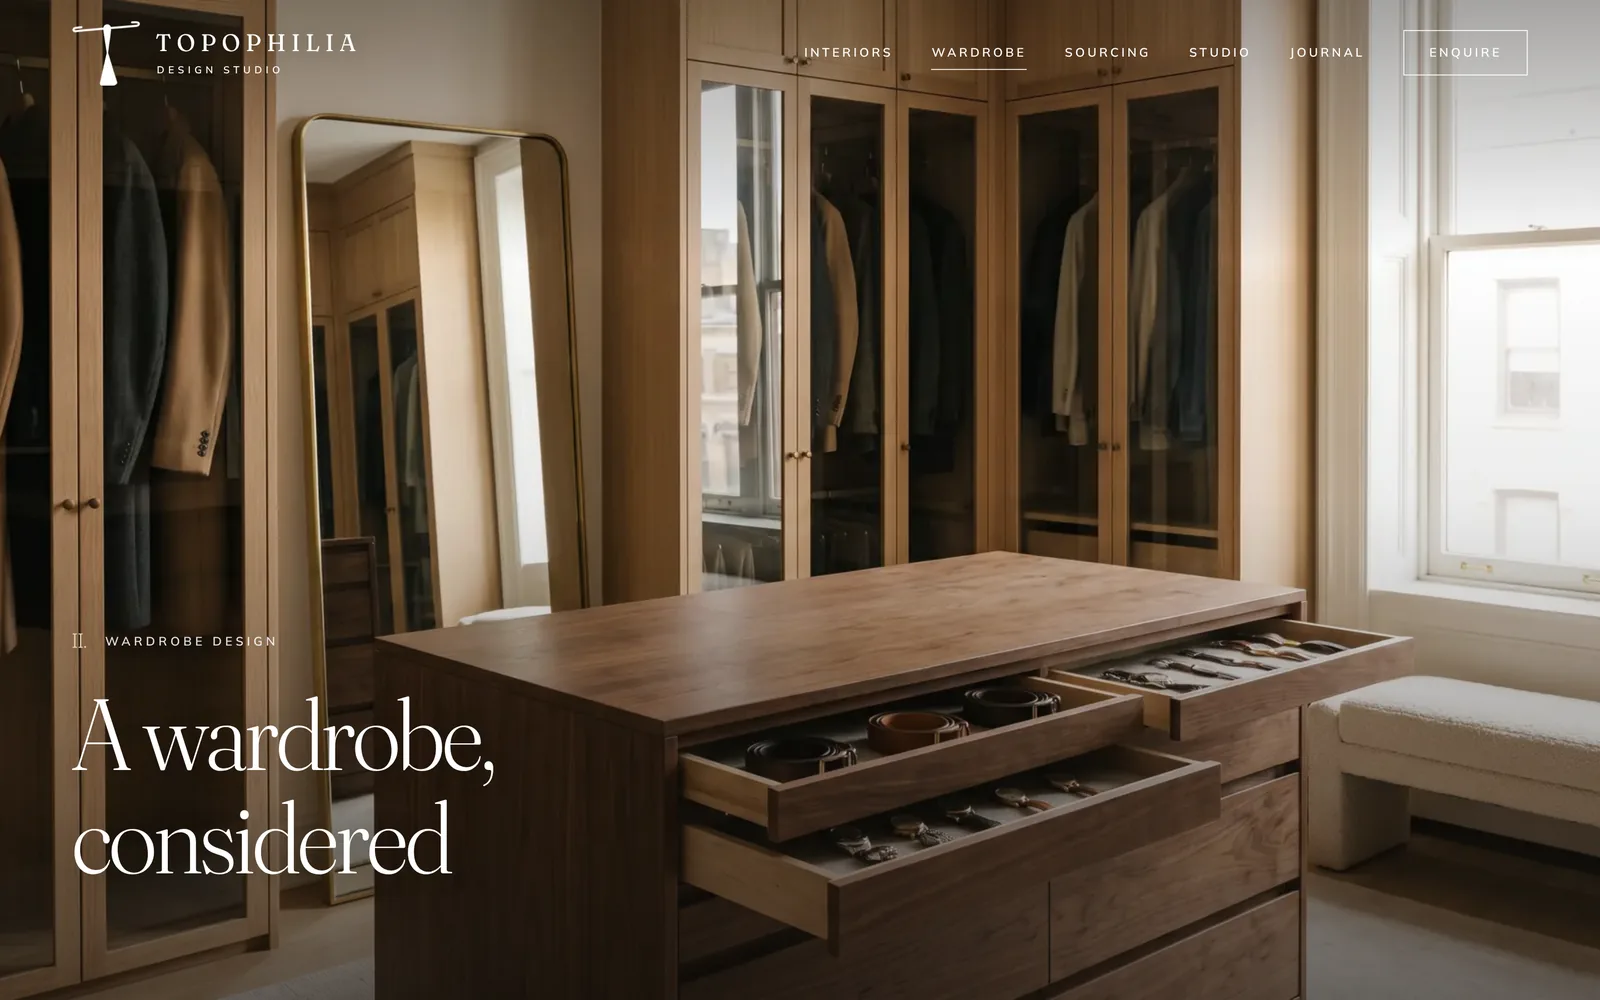 TOPOPHILIA
DESIGN STUDIO
INTERIORS WARDROBE SOURCING STUDIO JOURNAL ENQUIRE
II. WARDROBE DESIGN
A wardrobe,
considered